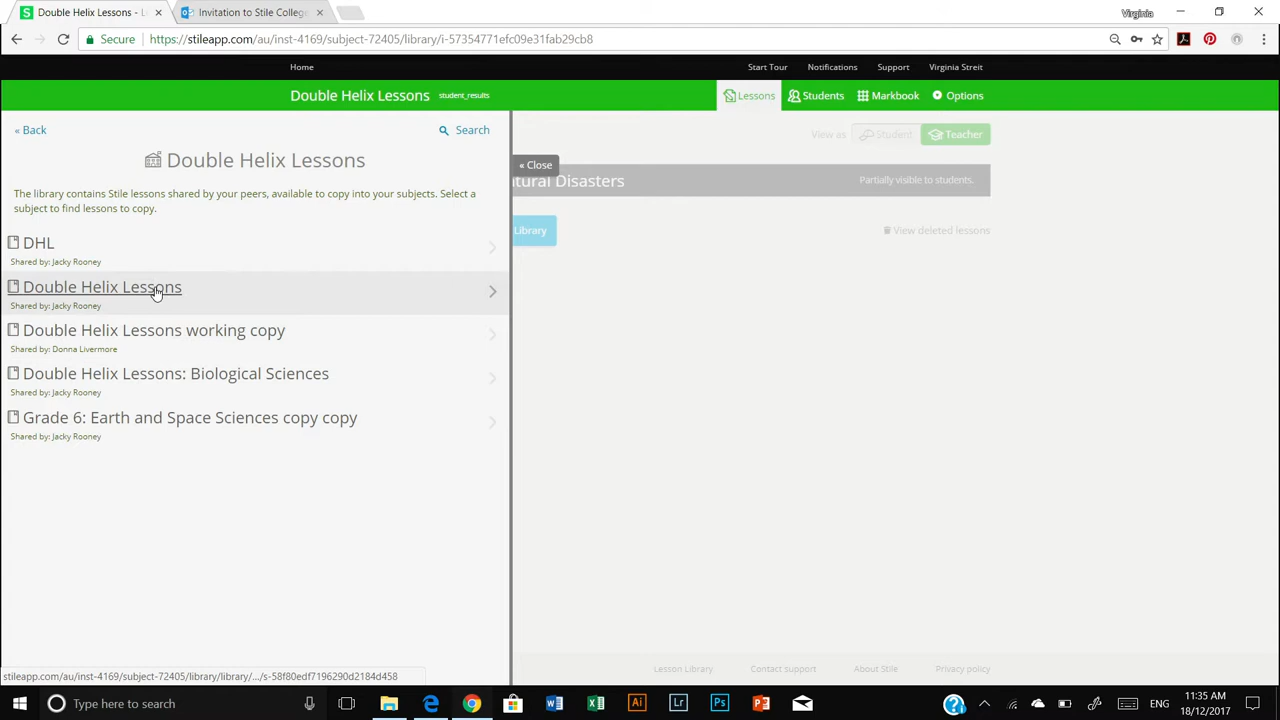 Double Helix Lessons - L
Invitation to Stile College
Virginia
Secure
https://stileapp.com/au/inst-4169/subject-72405/library/i-57354771efc09e31fab29cb8
Home
Start Tour
Notifications
Support
Virginia Streit
Double Helix Lessons
student_results
Lessons
Students
Markbook
Options
« Back
Search
View as
Student
Teacher
Double Helix Lessons
« Close
tural Disasters
Partially visible to students.
The library contains Stile lessons shared by your peers, available to copy into your subjects. Select a
subject to find lessons to copy.
Library
View deleted lessons
DHL
Shared by: Jacky Rooney
Double Helix Lessons
Shared by: Jacky Rooney
Double Helix Lessons working copy
Shared by: Donna Livermore
Double Helix Lessons: Biological Sciences
Shared by: Jacky Rooney
Grade 6: Earth and Space Sciences copy copy
Shared by: Jacky Rooney
Lesson Library
Contact support
About Stile
Privacy policy
stileapp.com/au/inst-4169/subject-72405/library/library/.../s-58f80edf7196290d2184d458
Type here to search
Ai
Lr
Ps
ENG
11:35 AM
18/12/2017